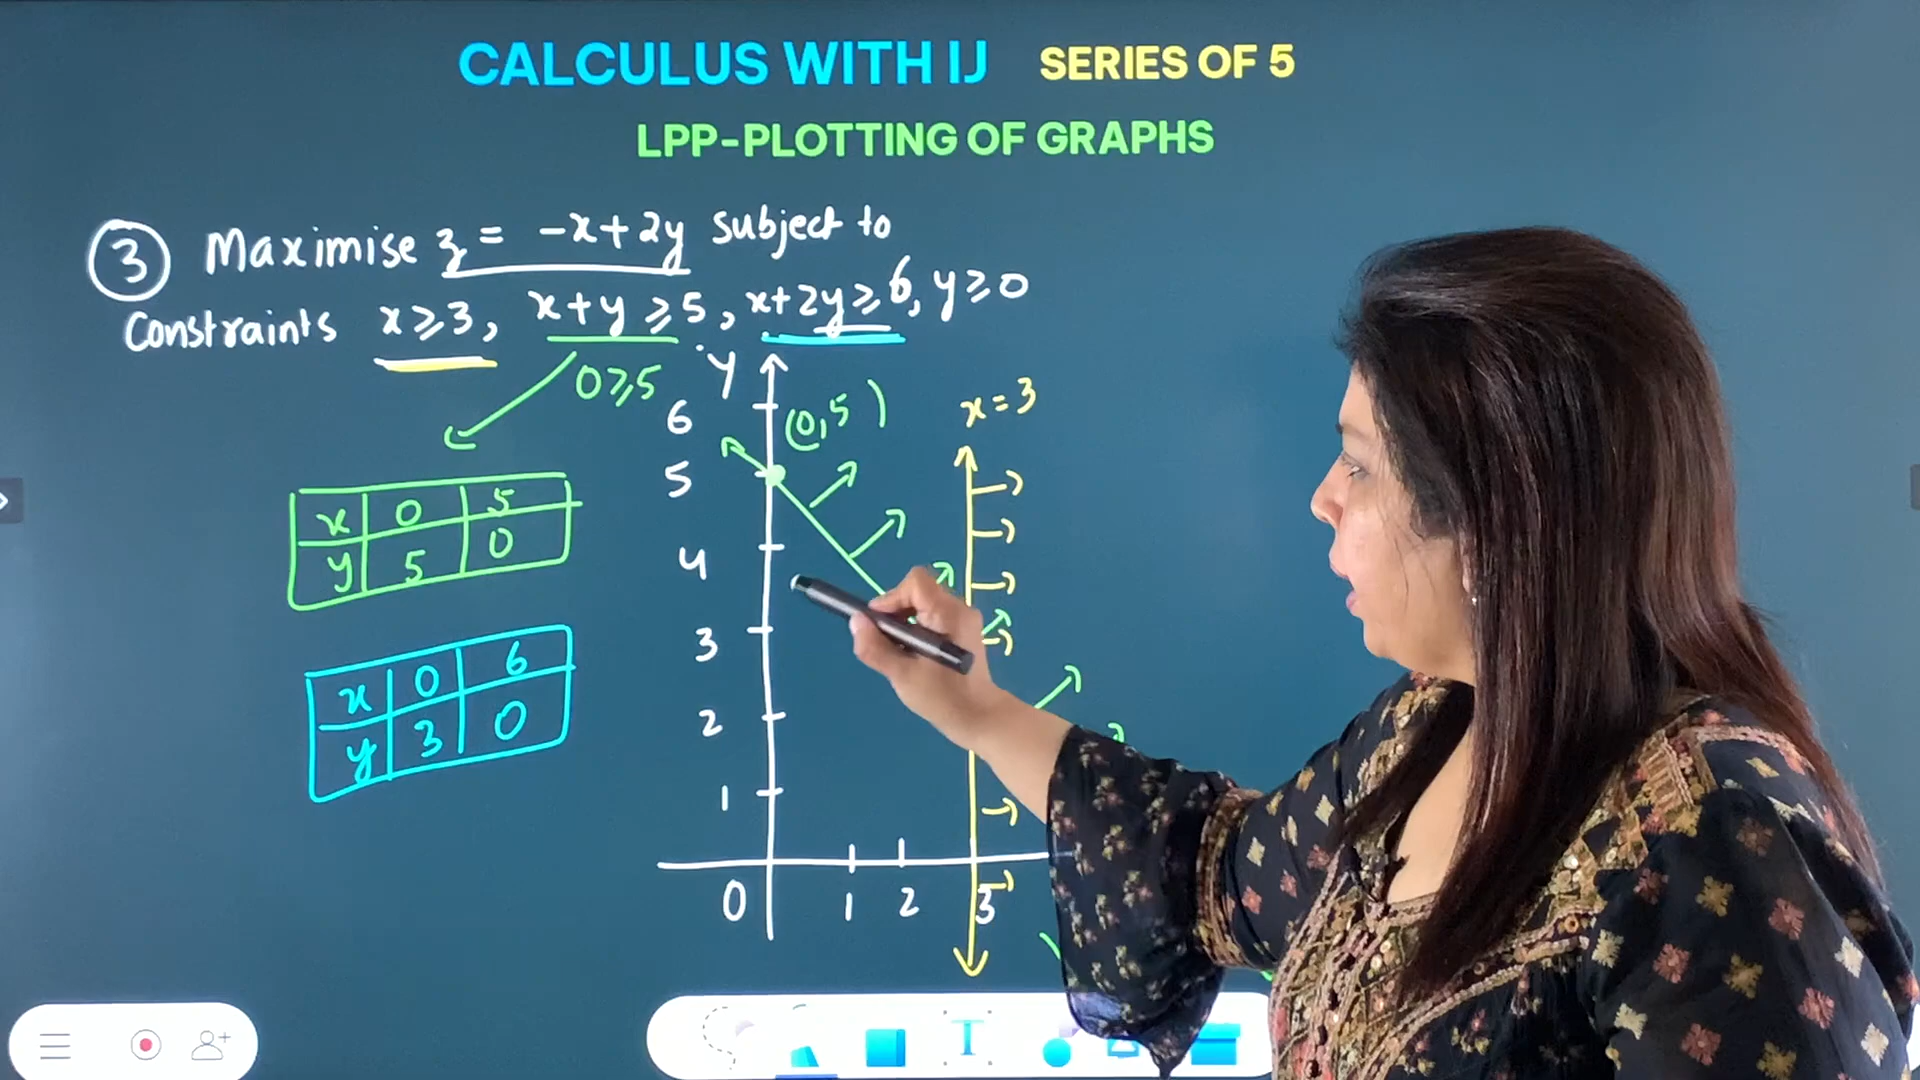 CALCULUS WITH IJ SERIES OF 5
LPP-PLOTTING OF GRAPHS
3 Maximise z = -x+2y subject to
Constraints x≥3, x+y≥5, x+2y≥6, y≥0
0≥5
y
6
5
4
3
2
1
0
1 2 3
(0,5)
x=3
x 0 5
y 5 0
x 0 6
y 3 0
T